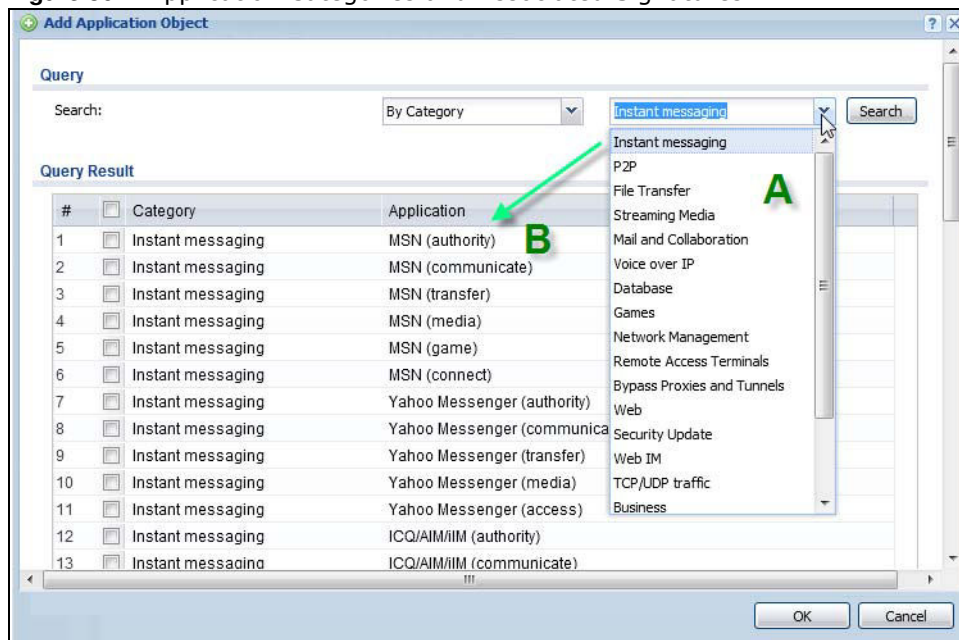 Add Application Object
Query
Search:
By Category
Instant messaging
Search
Instant messaging
P2P
File Transfer
Streaming Media
Mail and Collaboration
Voice over IP
Database
Games
Network Management
Remote Access Terminals
Bypass Proxies and Tunnels
Web
Security Update
Web IM
TCP/UDP traffic
Business
A
B
Query Result
# Category Application
1 Instant messaging MSN (authority)
2 Instant messaging MSN (communicate)
3 Instant messaging MSN (transfer)
4 Instant messaging MSN (media)
5 Instant messaging MSN (game)
6 Instant messaging MSN (connect)
7 Instant messaging Yahoo Messenger (authority)
8 Instant messaging Yahoo Messenger (communica
9 Instant messaging Yahoo Messenger (transfer)
10 Instant messaging Yahoo Messenger (media)
11 Instant messaging Yahoo Messenger (access)
12 Instant messaging ICQ/AIM/iIM (authority)
13 Instant messaging ICQ/AIM/iIM (communicate)
OK Cancel